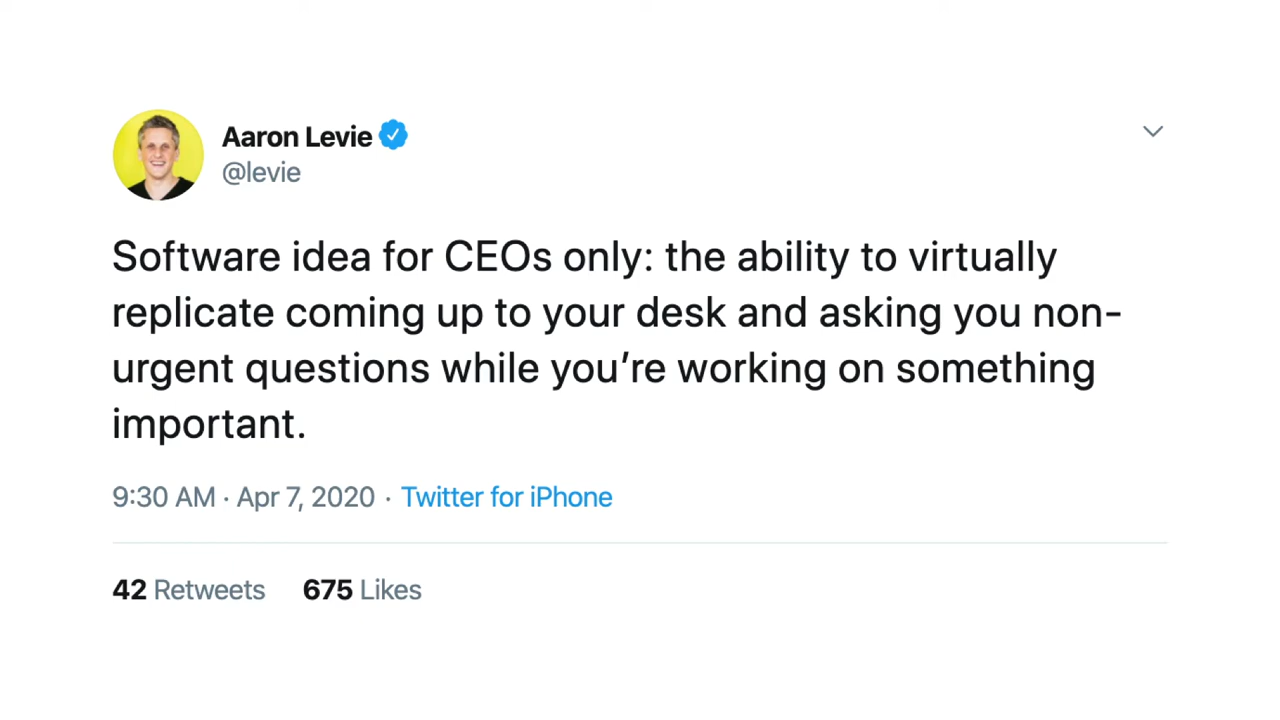 Aaron Levie
@levie
Software idea for CEOs only: the ability to virtually
replicate coming up to your desk and asking you non-
urgent questions while you’re working on something
important.
9:30 AM · Apr 7, 2020 · Twitter for iPhone
42 Retweets 675 Likes